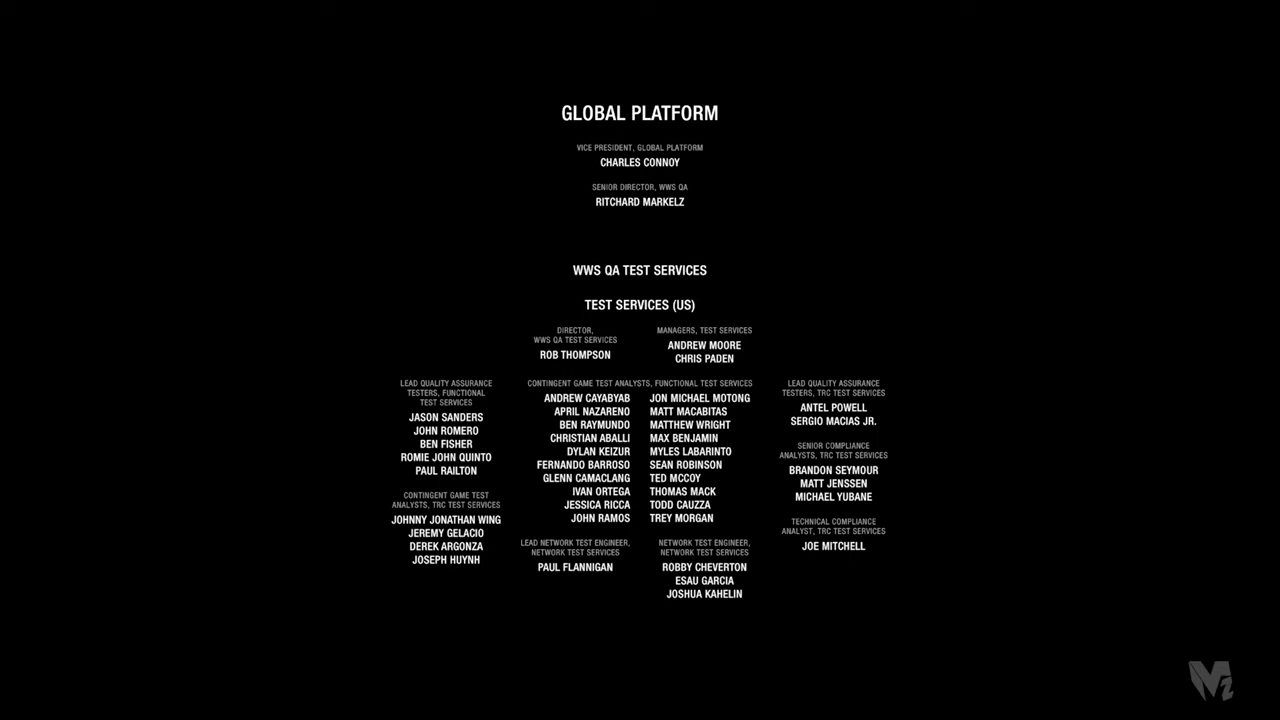 GLOBAL PLATFORM
VICE PRESIDENT, GLOBAL PLATFORM
CHARLES CONNOY
SENIOR DIRECTOR, WWS QA
RITCHARD MARKELZ
WWS QA TEST SERVICES
TEST SERVICES (US)
DIRECTOR,
WWS QA TEST SERVICES
ROB THOMPSON
MANAGERS, TEST SERVICES
ANDREW MOORE
CHRIS PADEN
LEAD QUALITY ASSURANCE
TESTERS, FUNCTIONAL
TEST SERVICES
JASON SANDERS
JOHN ROMERO
BEN FISHER
ROMIE JOHN QUINTO
PAUL RAILTON
CONTINGENT GAME TEST
ANALYSTS, TRC TEST SERVICES
JOHNNY JONATHAN WING
JEREMY GELACIO
DEREK ARGONZA
JOSEPH HUYNH
CONTINGENT GAME TEST ANALYSTS, FUNCTIONAL TEST SERVICES
ANDREW CAYABYAB
APRIL NAZARENO
BEN RAYMUNDO
CHRISTIAN ABALLI
DYLAN KEIZUR
FERNANDO BARROSO
GLENN CAMACLANG
IVAN ORTEGA
JESSICA RICCA
JOHN RAMOS
JON MICHAEL MOTONG
MATT MACABITAS
MATTHEW WRIGHT
MAX BENJAMIN
MYLES LABARINTO
SEAN ROBINSON
TED MCCOY
THOMAS MACK
TODD CAUZZA
TREY MORGAN
LEAD NETWORK TEST ENGINEER,
NETWORK TEST SERVICES
PAUL FLANNIGAN
NETWORK TEST ENGINEER,
NETWORK TEST SERVICES
ROBBY CHEVERTON
ESAU GARCIA
JOSHUA KAHELIN
LEAD QUALITY ASSURANCE
TESTERS, TRC TEST SERVICES
ANTEL POWELL
SERGIO MACIAS JR.
SENIOR COMPLIANCE
ANALYSTS, TRC TEST SERVICES
BRANDON SEYMOUR
MATT JENSSEN
MICHAEL YUBANE
TECHNICAL COMPLIANCE
ANALYST, TRC TEST SERVICES
JOE MITCHELL